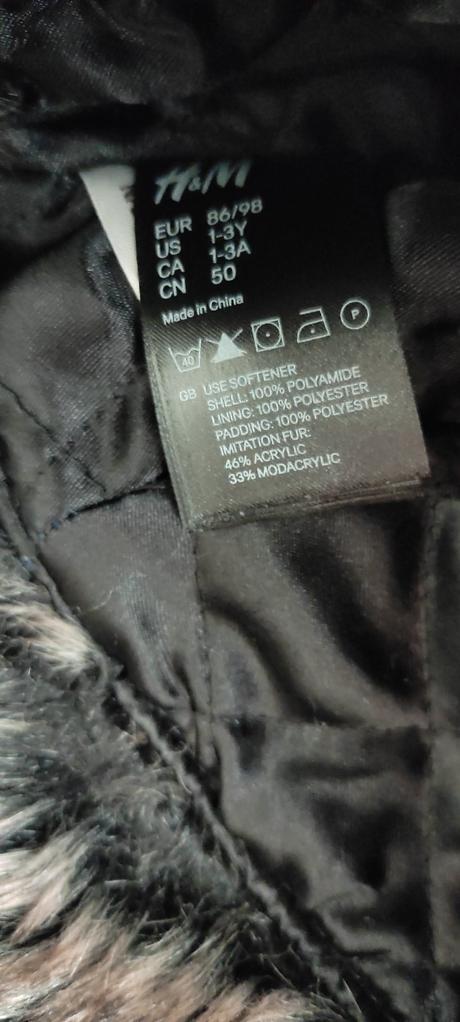 H&M
EUR 86/98
US 1-3Y
CA 1-3A
CN 50
Made in China
40 P
GB USE SOFTENER
SHELL: 100% POLYAMIDE
LINING: 100% POLYESTER
PADDING: 100% POLYESTER
IMITATION FUR:
46% ACRYLIC
33% MODACRYLIC